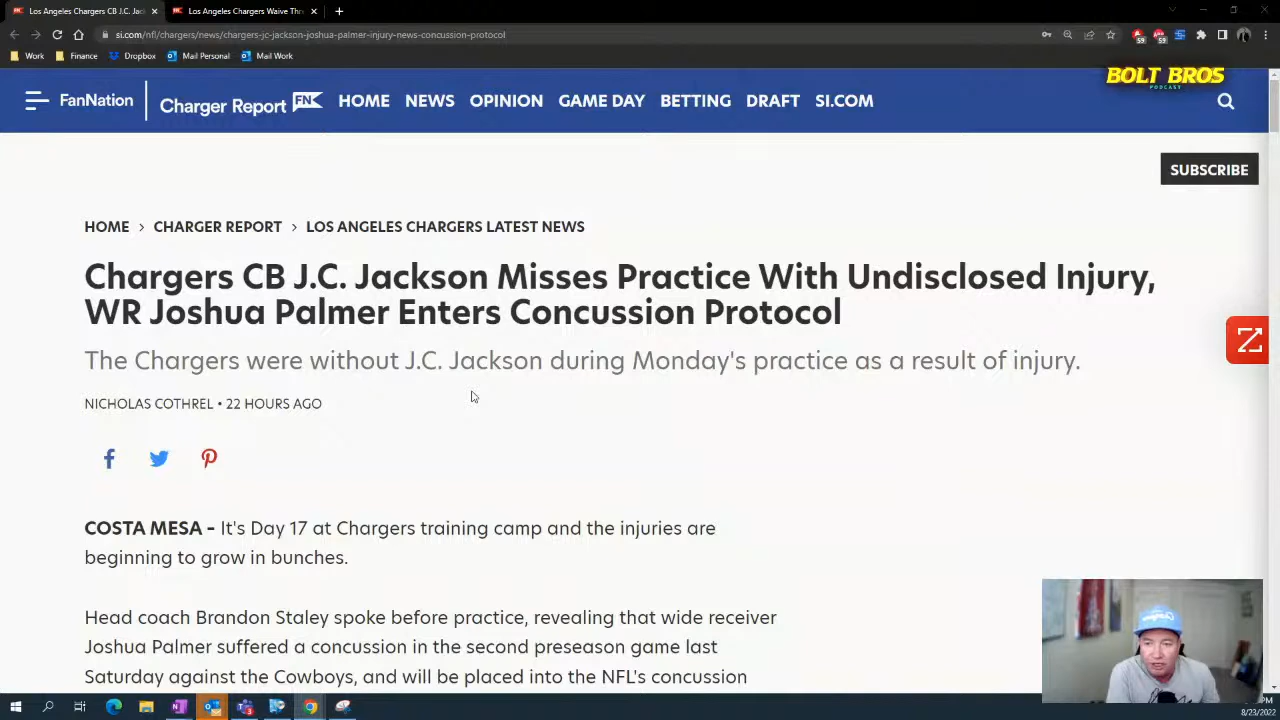 Los Angeles Chargers CB J.C. Jack
Los Angeles Chargers Waive Thre
si.com/nfl/chargers/news/chargers-jc-jackson-joshua-palmer-injury-news-concussion-protocol
Work
Finance
Dropbox
Mail Personal
Mail Work
59
59
BOLT BROS
PODCAST
FanNation
Charger Report FN
HOME
NEWS
OPINION
GAME DAY
BETTING
DRAFT
SI.COM
SUBSCRIBE
HOME > CHARGER REPORT > LOS ANGELES CHARGERS LATEST NEWS
Chargers CB J.C. Jackson Misses Practice With Undisclosed Injury,
WR Joshua Palmer Enters Concussion Protocol
The Chargers were without J.C. Jackson during Monday's practice as a result of injury.
NICHOLAS COTHREL • 22 HOURS AGO
COSTA MESA – It's Day 17 at Chargers training camp and the injuries are
beginning to grow in bunches.
Head coach Brandon Staley spoke before practice, revealing that wide receiver
Joshua Palmer suffered a concussion in the second preseason game last
Saturday against the Cowboys, and will be placed into the NFL's concussion
PM
8/23/2022